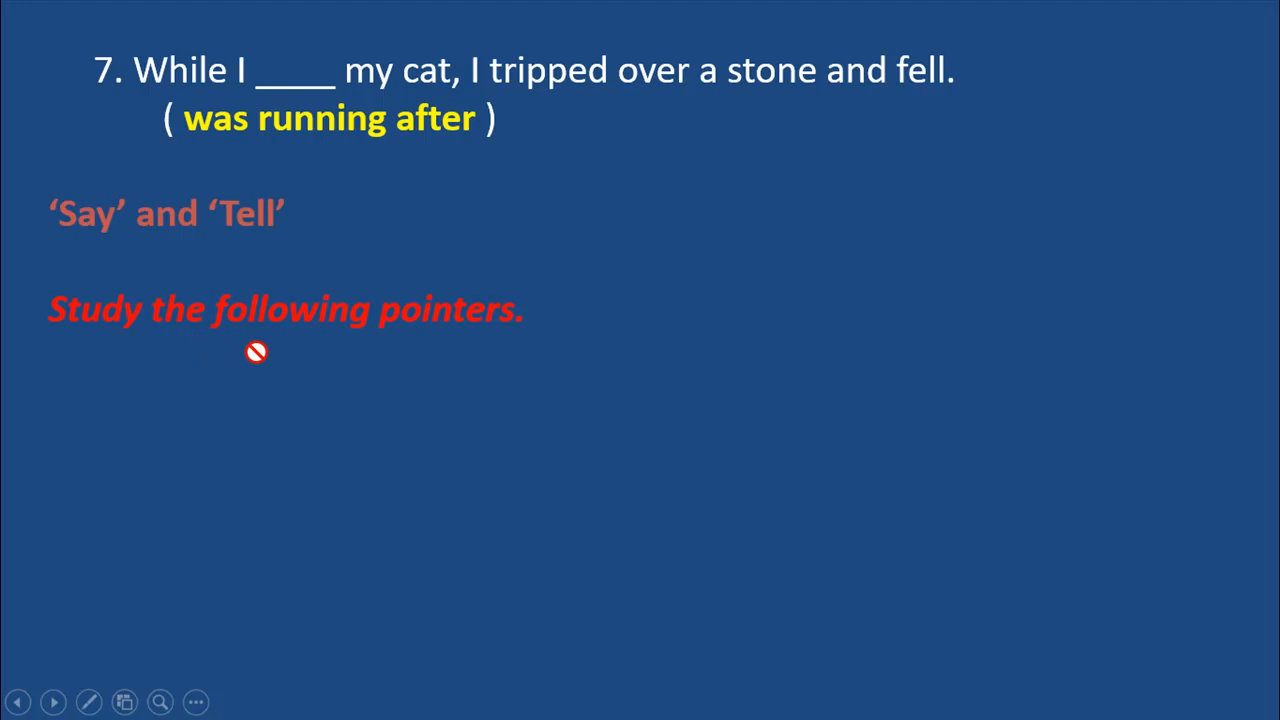 7. While I ____ my cat, I tripped over a stone and fell.
( was running after )
‘Say’ and ‘Tell’
Study the following pointers.